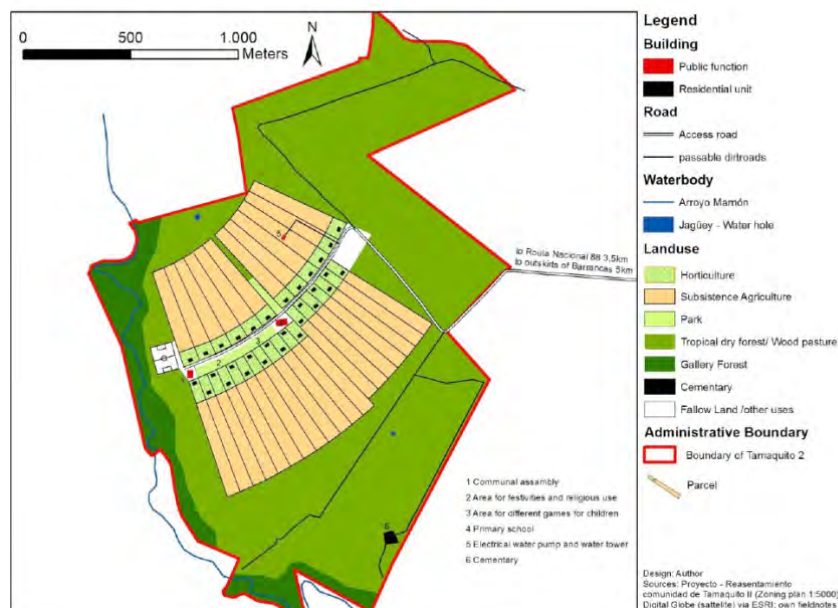 0 500 1.000
Meters
N
to Routa Nacional 88 3,5km
to outskirts of Barrancas 5km
5
3
2
1
6
1 Communal assembly
2 Area for festivities and religious use
3 Area for different games for children
4 Primary school
5 Electrical water pump and water tower
6 Cementary
Legend
Building
Public function
Residential unit
Road
Access road
passable dirtroads
Waterbody
Arroyo Mamón
Jagüey - Water hole
Landuse
Horticulture
Subsistence Agriculture
Park
Tropical dry forest/ Wood pasture
Gallery Forest
Cementary
Fallow Land /other uses
Administrative Boundary
Boundary of Tamaquito 2
Parcel
Design: Author
Sources: Proyecto - Reasentamiento
comunidad de Tamaquito II (Zoning plan 1:5000)
Digital Globe (sattelite) via ESRI; own fieldnotes